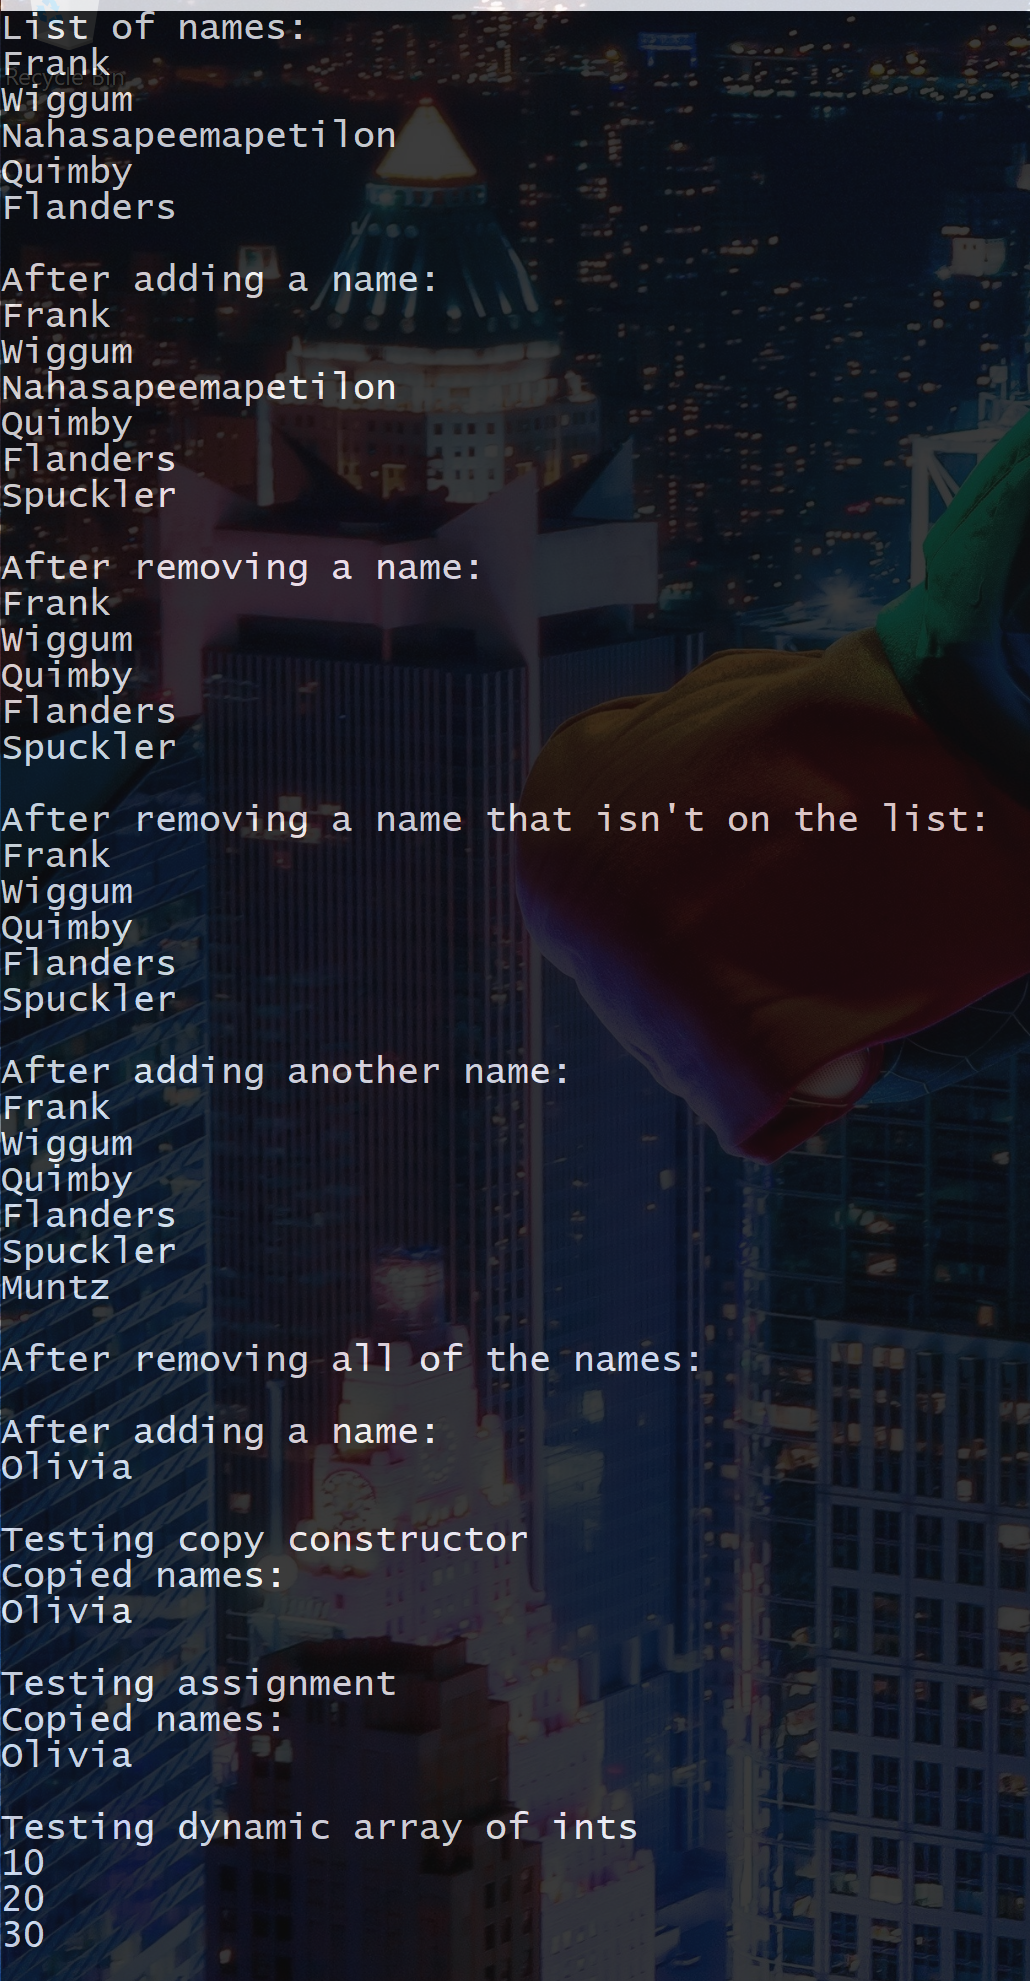 List of names:
Frank
Recycle Bin
Wiggum
Nahasapeemapetilon
Quimby
Flanders

After adding a name:
Frank
Wiggum
Nahasapeemapetilon
Quimby
Flanders
Spuckler

After removing a name:
Frank
Wiggum
Quimby
Flanders
Spuckler

After removing a name that isn't on the list:
Frank
Wiggum
Quimby
Flanders
Spuckler

After adding another name:
Frank
Wiggum
Quimby
Flanders
Spuckler
Muntz

After removing all of the names:

After adding a name:
Olivia

Testing copy constructor
Copied names:
Olivia

Testing assignment
Copied names:
Olivia

Testing dynamic array of ints
10
20
30